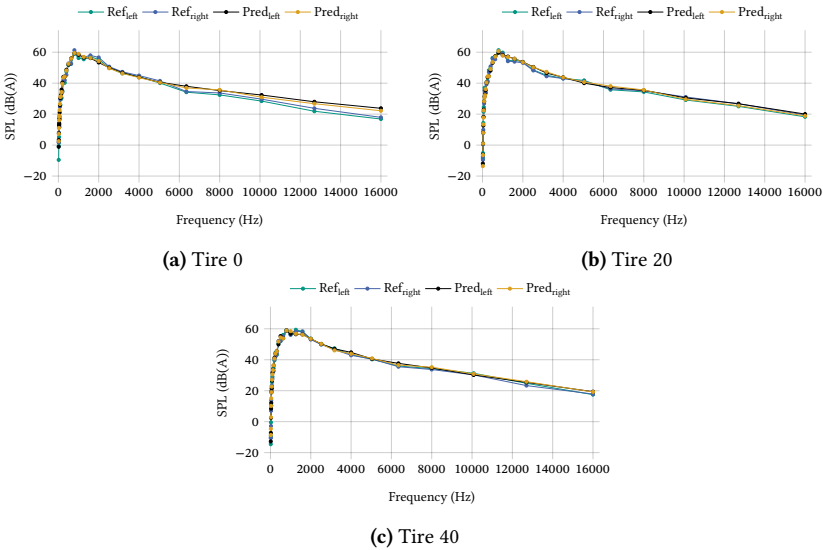 Ref_left Ref_right Pred_left Pred_right
Ref_left Ref_right Pred_left Pred_right
SPL (dB(A))
60
40
20
0
−20
0 2000 4000 6000 8000 10000 12000 14000 16000
Frequency (Hz)
(a) Tire 0
SPL (dB(A))
60
40
20
0
−20
0 2000 4000 6000 8000 10000 12000 14000 16000
Frequency (Hz)
(b) Tire 20
Ref_left Ref_right Pred_left Pred_right
SPL (dB(A))
60
40
20
0
−20
0 2000 4000 6000 8000 10000 12000 14000 16000
Frequency (Hz)
(c) Tire 40